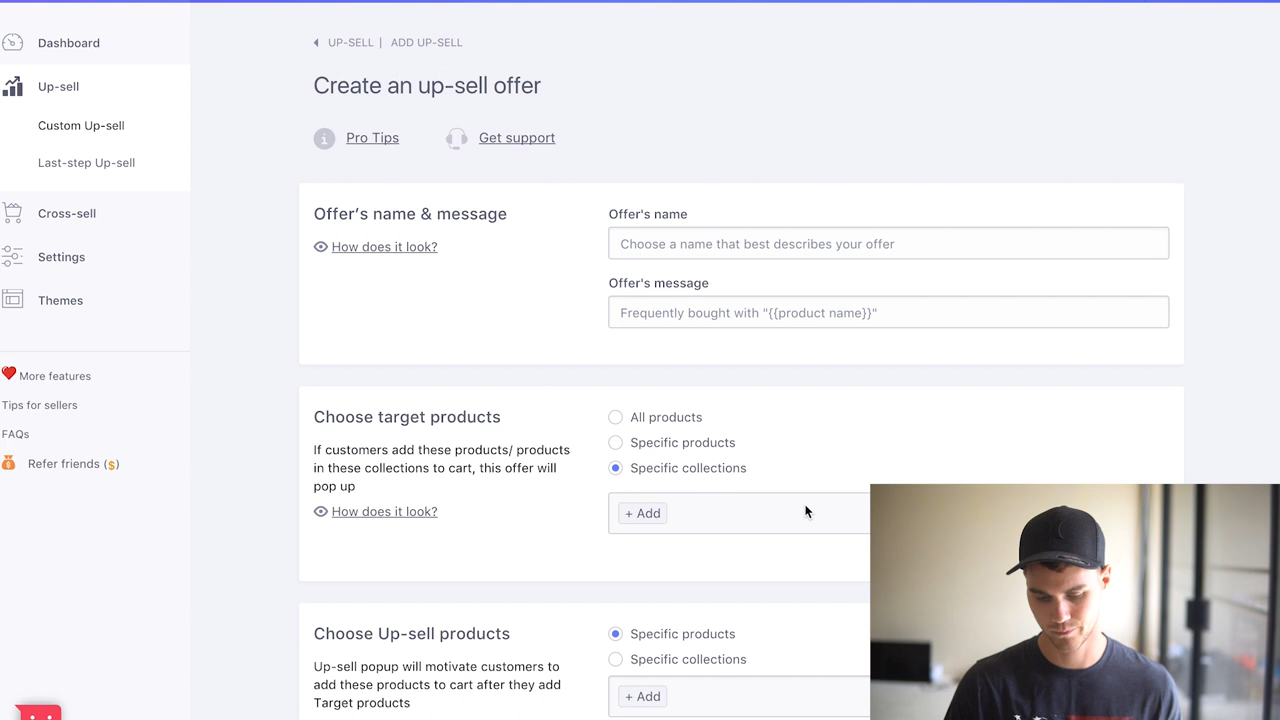 Dashboard
Up-sell
Custom Up-sell
Last-step Up-sell
Cross-sell
Settings
Themes
More features
Tips for sellers
FAQs
Refer friends ($)
UP-SELL | ADD UP-SELL
Create an up-sell offer
Pro Tips
Get support
Offer's name & message
How does it look?
Offer's name
Choose a name that best describes your offer
Offer's message
Frequently bought with "{{product name}}"
Choose target products
If customers add these products/ products
in these collections to cart, this offer will
pop up
How does it look?
All products
Specific products
Specific collections
+ Add
Choose Up-sell products
Up-sell popup will motivate customers to
add these products to cart after they add
Target products
Specific products
Specific collections
+ Add